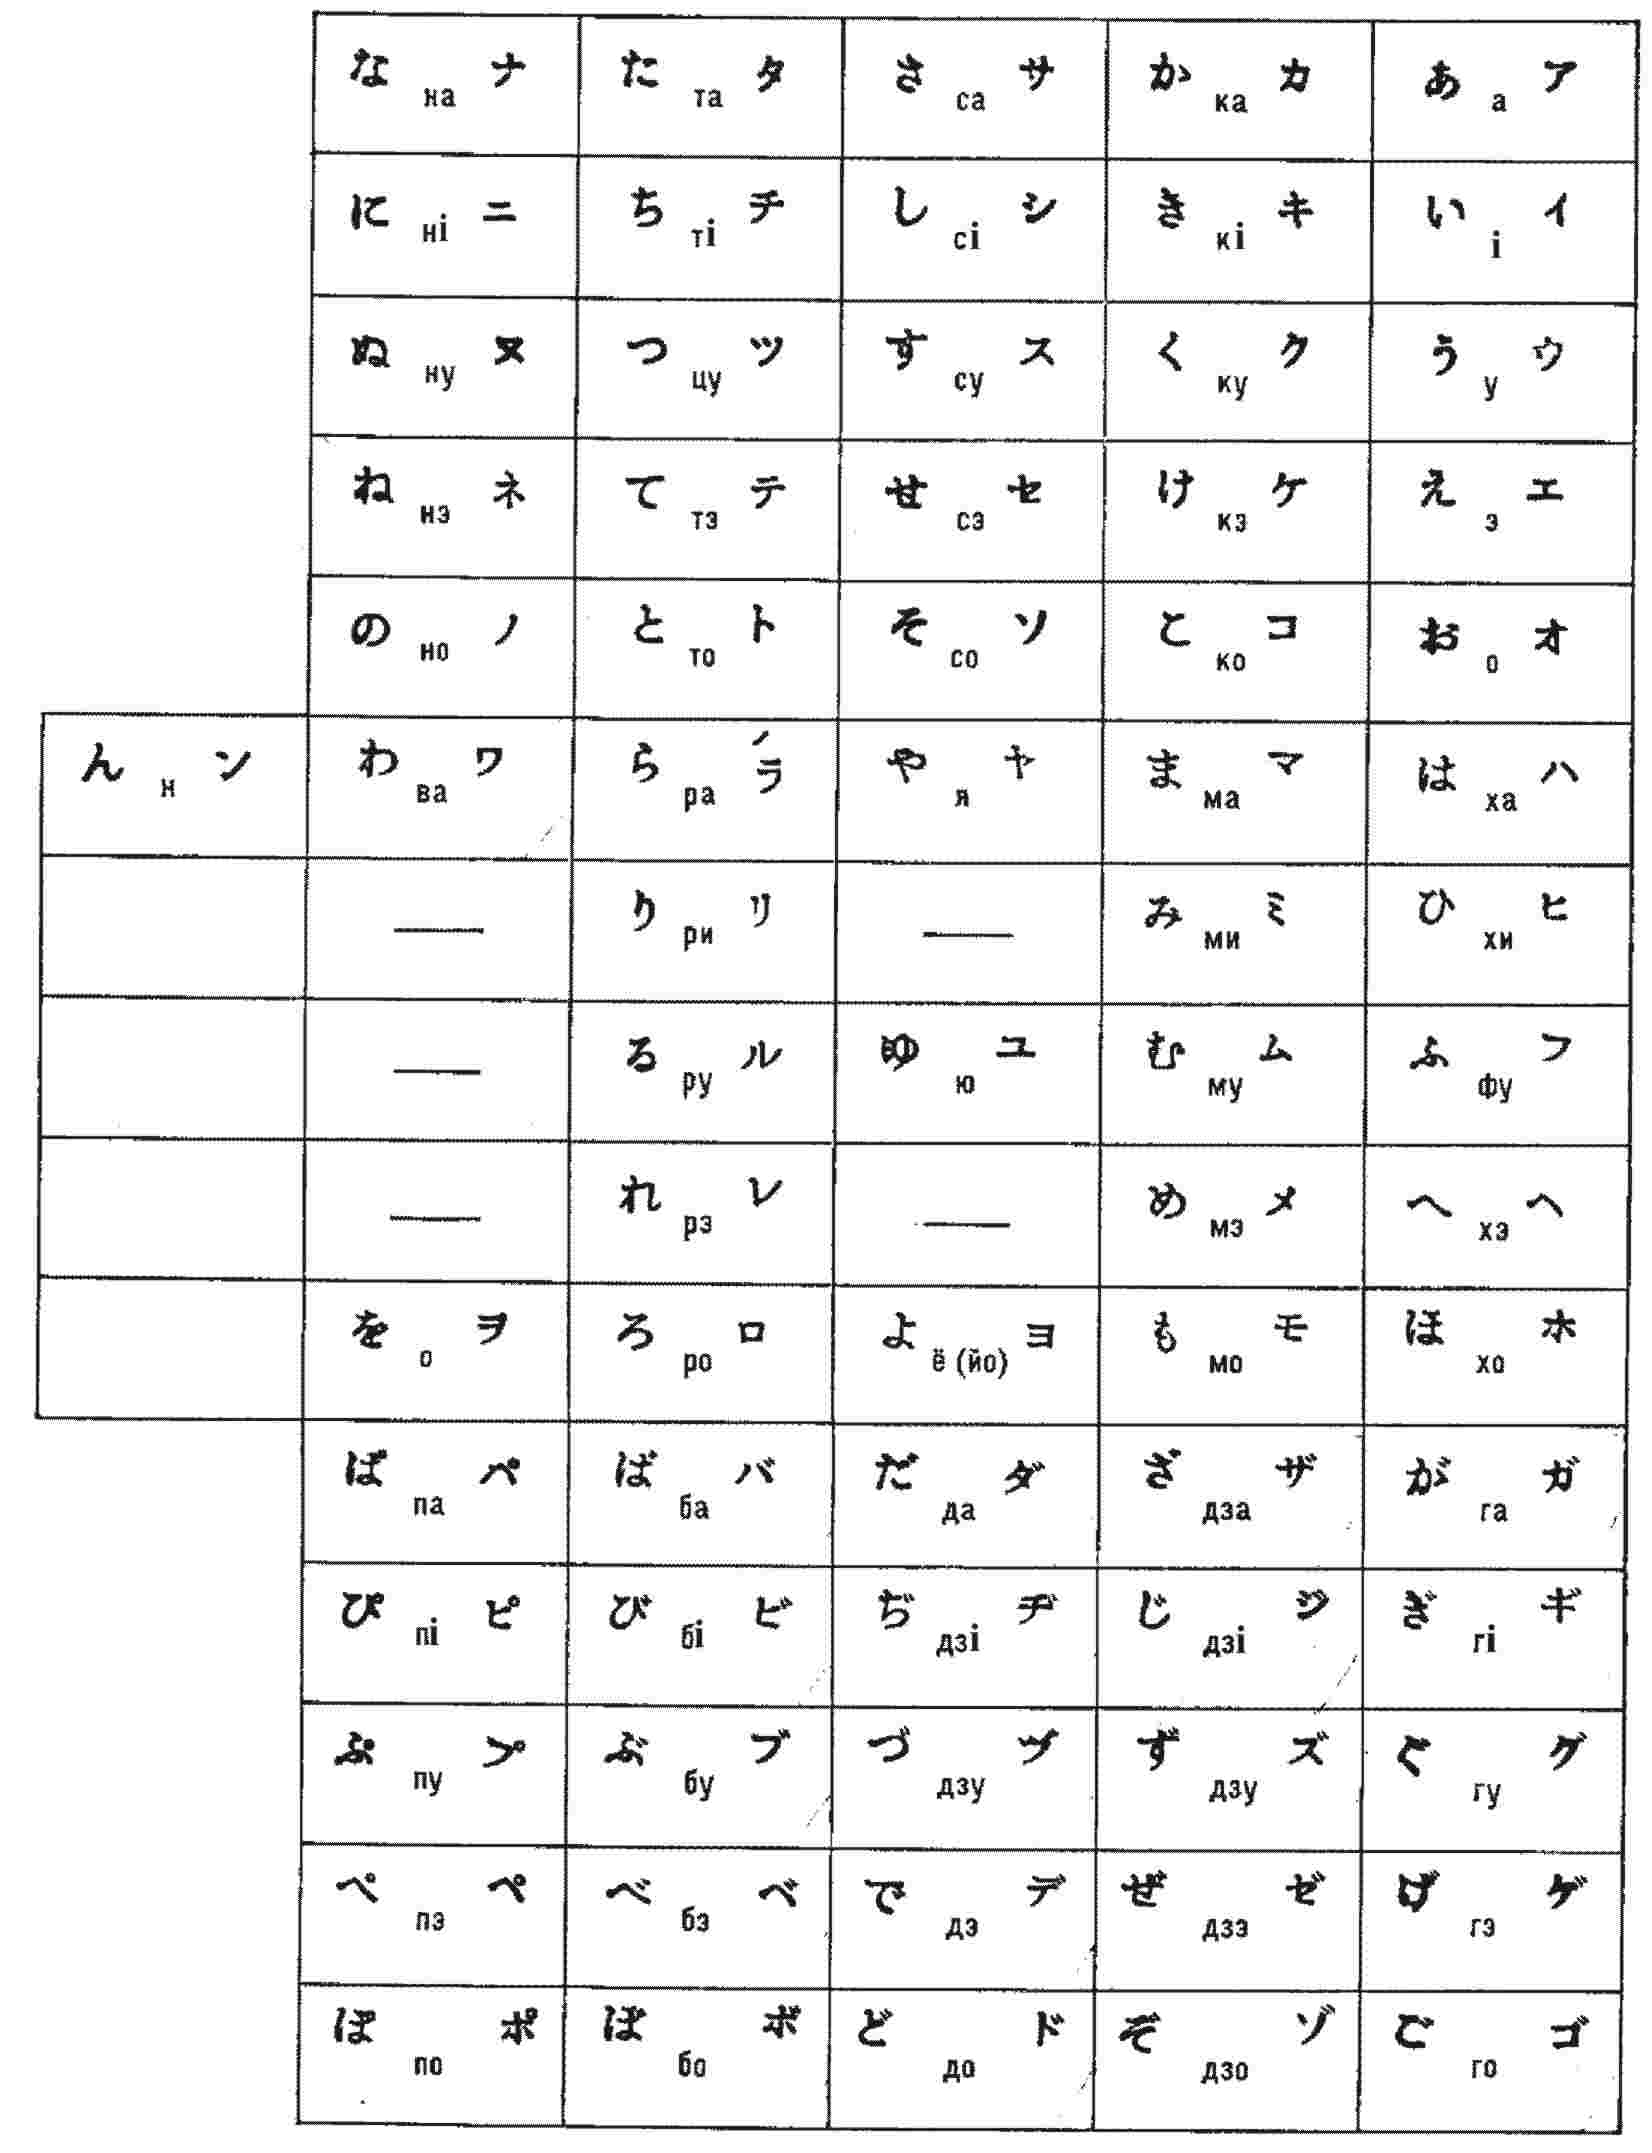 な на ナ た та タ さ са サ か ка カ あ а ア
に ні ニ ち ті チ し сі シ き кі キ い і イ
ぬ ну ヌ つ цу ツ す су ス く ку ク う у ウ
ね нэ ネ て тэ テ せ сэ セ け кэ ケ え э エ
の но ノ と то ト そ со ソ こ ко コ お о オ
ん н ン わ ва ワ ら ра ラ や я ヤ ま ма マ は ха ハ
— り ри リ — み ми ミ ひ хи ヒ
— る ру ル ゆ ю ユ む му ム ふ фу フ
— れ рэ レ — め мэ メ へ хэ ヘ
を о ヲ ろ ро ロ よ ё (йо) ヨ も мо モ ほ хо ホ
ぱ па パ ば ба バ だ да ダ ざ дза ザ が га ガ
ぴ пі ピ び бі ビ ぢ дзі ヂ じ дзі ジ ぎ гі ギ
ぷ пу プ ぶ бу ブ づ дзу ヅ ず дзу ズ ぐ гу グ
ぺ пэ ペ べ бэ ベ で дэ デ ぜ дзэ ゼ げ гэ ゲ
ぽ по ポ ぼ бо ボ ど до ド ぞ дзо ゾ ご го ゴ